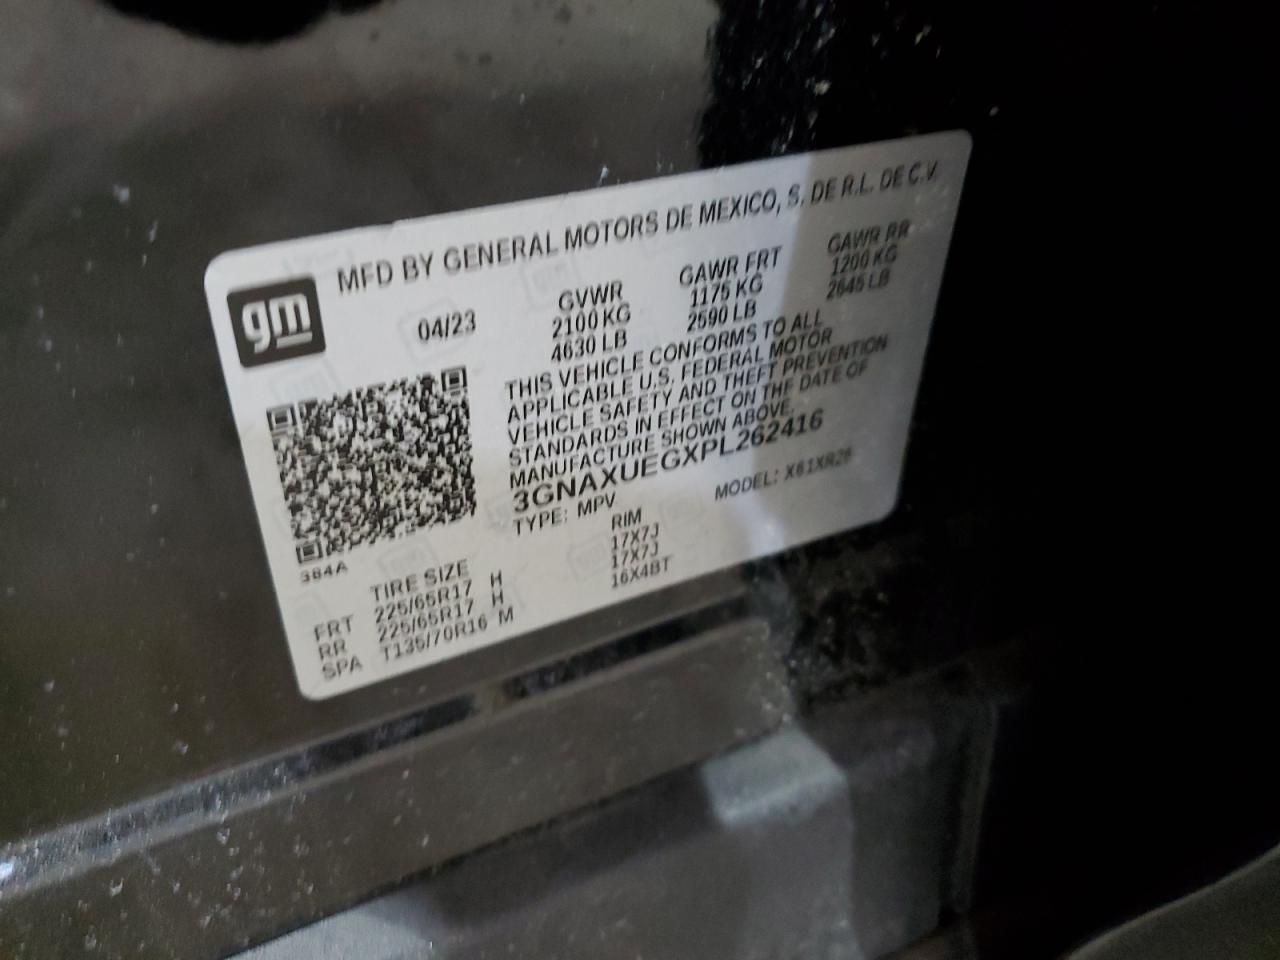 MFD BY GENERAL MOTORS DE MEXICO, S. DE R.L. DE C.V.
gm
04/23
GVWR GAWR FRT GAWR RR
2100 KG 1175 KG 1200 KG
4630 LB 2590 LB 2645 LB
THIS VEHICLE CONFORMS TO ALL
APPLICABLE U.S. FEDERAL MOTOR
VEHICLE SAFETY AND THEFT PREVENTION
STANDARDS IN EFFECT ON THE DATE OF
MANUFACTURE SHOWN ABOVE.
3GNAXUEGXPL262416
TYPE: MPV MODEL: X61XR26
384A
TIRE SIZE RIM
FRT 225/65R17 H 17X7J
RR 225/65R17 H 17X7J
SPA T135/70R16 M 16X4BT